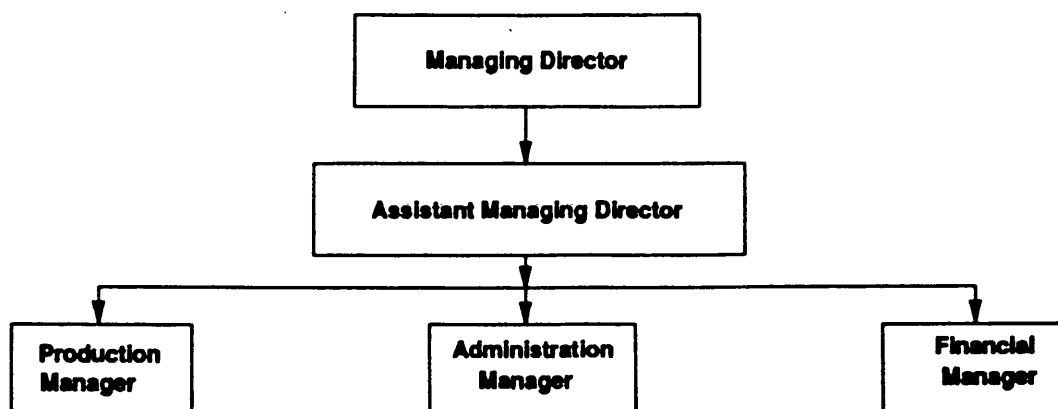 Managing Director
Assistant Managing Director
Production
Manager
Administration
Manager
Financial
Manager